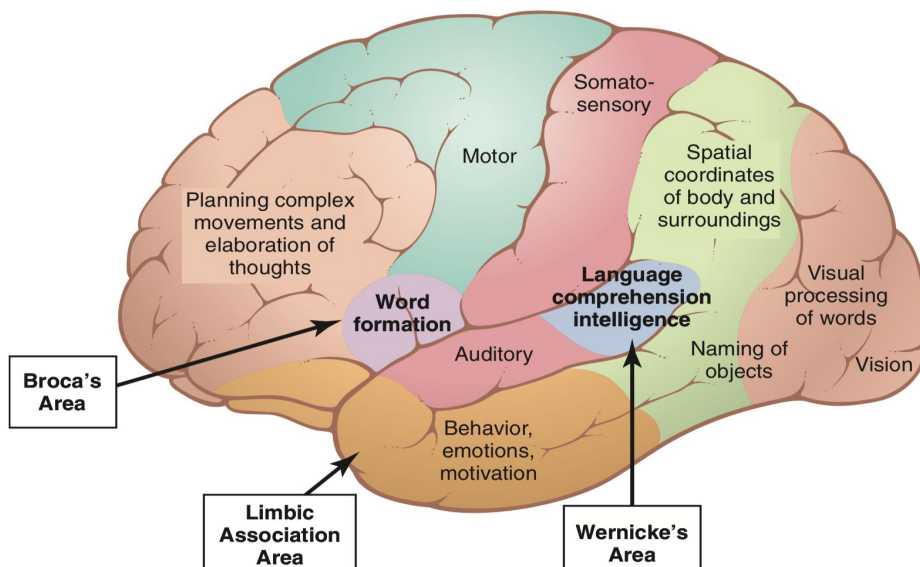 Somato-
sensory
Motor
Spatial
coordinates
of body and
surroundings
Planning complex
movements and
elaboration of
thoughts
Word
formation
Language
comprehension
intelligence
Visual
processing
of words
Auditory
Naming of
objects
Vision
Broca's
Area
Behavior,
emotions,
motivation
Limbic
Association
Area
Wernicke's
Area